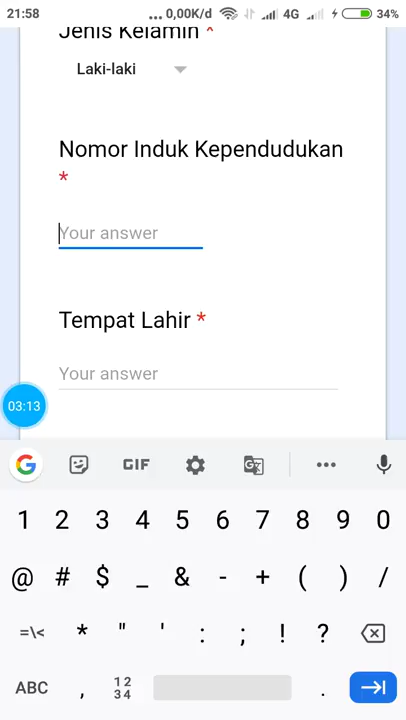 21:58 ... 0,00K/d 4G 34%
Jenis Kelamin *
Laki-laki
Nomor Induk Kependudukan
*
Your answer
Tempat Lahir *
Your answer
03:13
G GIF G ...
1 2 3 4 5 6 7 8 9 0
@ # $ _ & - + ( ) /
=\< * " ' : ; ! ?
ABC , 12 34 .